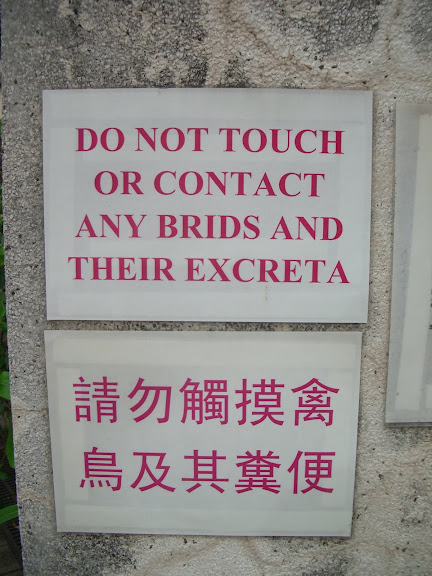 DO NOT TOUCH
OR CONTACT
ANY BRIDS AND
THEIR EXCRETA
請勿觸摸禽
鳥及其糞便